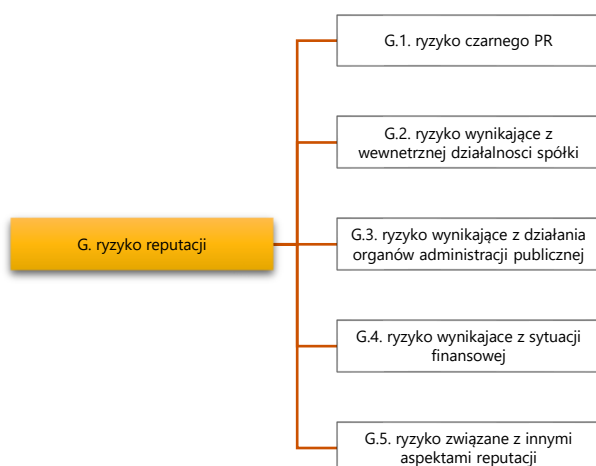 G.1. ryzyko czarnego PR
G.2. ryzyko wynikające z
wewnetrznej działalnosci spółki
G. ryzyko reputacji
G.3. ryzyko wynikające z działania
organów administracji publicznej
G.4. ryzyko wynikajace z sytuacji
finansowej
G.5. ryzyko związane z innymi
aspektami reputacji